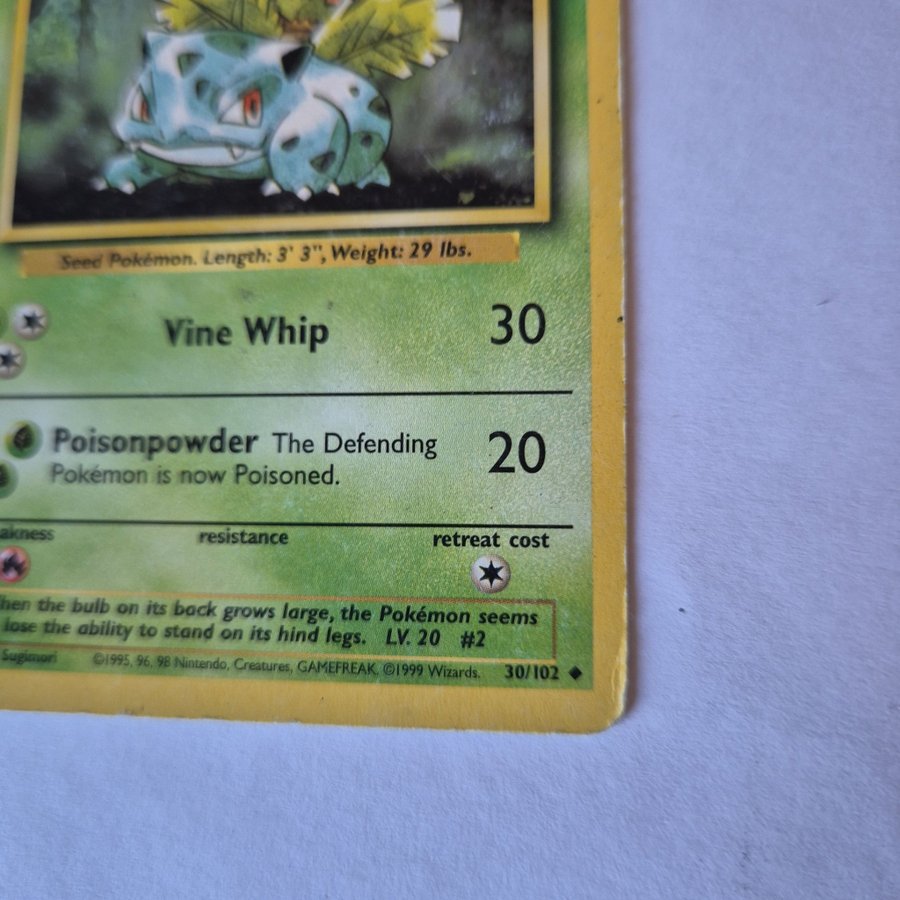 Seed Pokémon. Length: 3' 3", Weight: 29 lbs.
Vine Whip 30
Poisonpowder The Defending 20
Pokémon is now Poisoned.
akness resistance retreat cost
hen the bulb on its back grows large, the Pokémon seems
lose the ability to stand on its hind legs. LV. 20 #2
Sugimori ©1995, 96, 98 Nintendo, Creatures, GAMEFREAK. ©1999 Wizards. 30/102